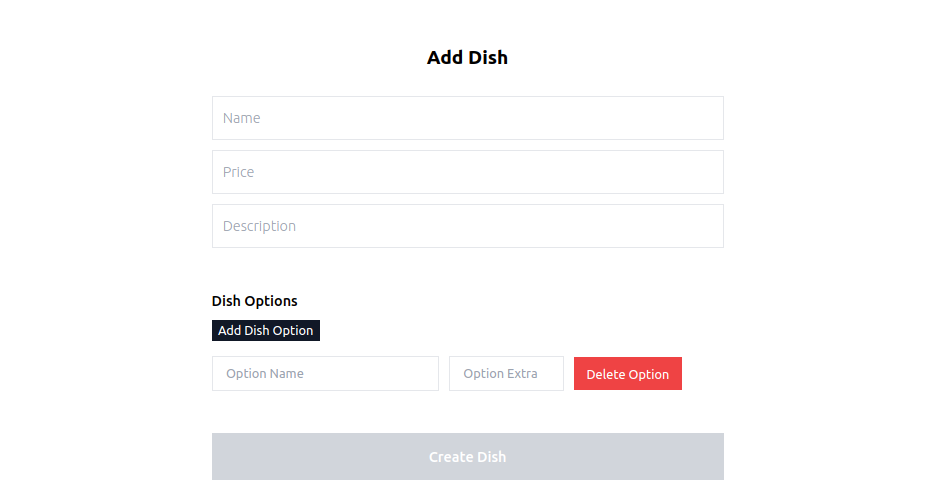 Add Dish
Name
Price
Description
Dish Options
Add Dish Option
Option Name Option Extra Delete Option
Create Dish